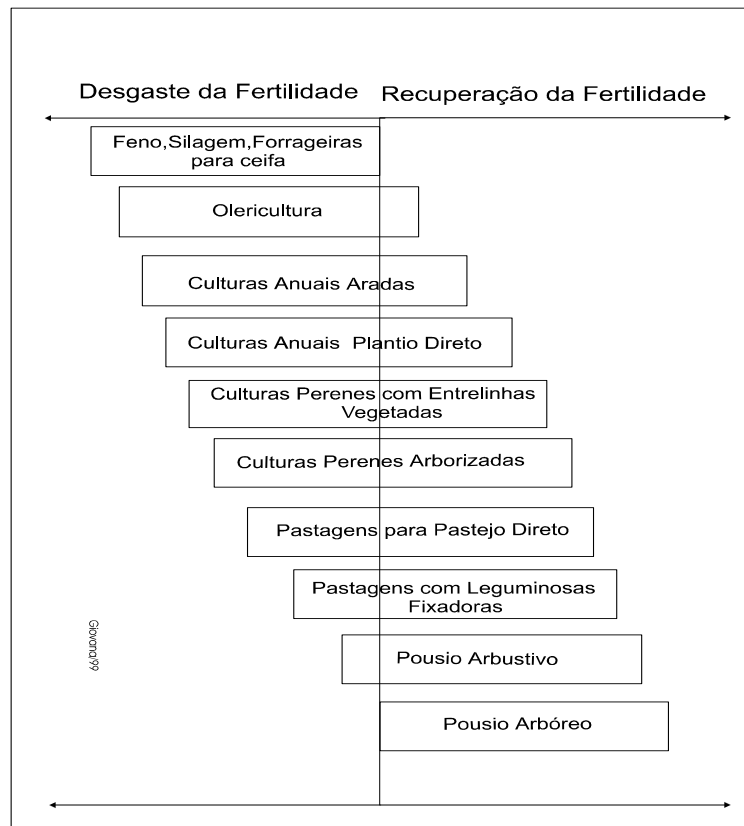 Desgaste da Fertilidade
Recuperação da Fertilidade
Feno,Silagem,Forrageiras
para ceifa
Olericultura
Culturas Anuais Aradas
Culturas Anuais Plantio Direto
Culturas Perenes com Entrelinhas
Vegetadas
Culturas Perenes Arborizadas
Pastagens para Pastejo Direto
Pastagens com Leguminosas
Fixadoras
Pousio Arbustivo
Pousio Arbóreo
Giovana/99